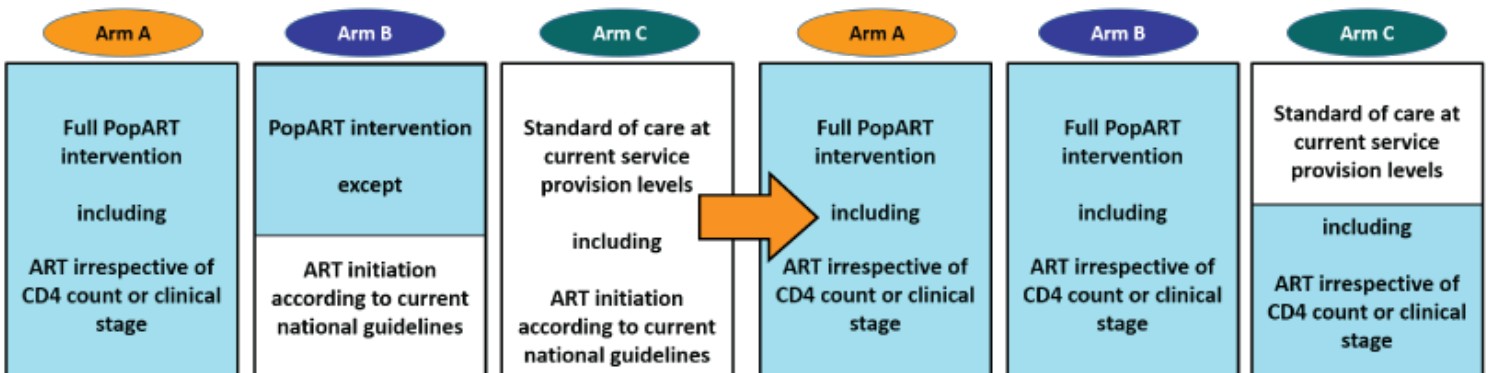 Arm A
Full PopART
intervention
including
ART irrespective of
CD4 count or clinical
stage
Arm B
PopART intervention
except
ART initiation
according to current
national guidelines
Arm C
Standard of care at
current service
provision levels
including
ART initiation
according to current
national guidelines
Arm A
Full PopART
intervention
including
ART irrespective of
CD4 count or clinical
stage
Arm B
Full PopART
intervention
including
ART irrespective of
CD4 count or clinical
stage
Arm C
Standard of care at
current service
provision levels
including
ART irrespective of
CD4 count or clinical
stage